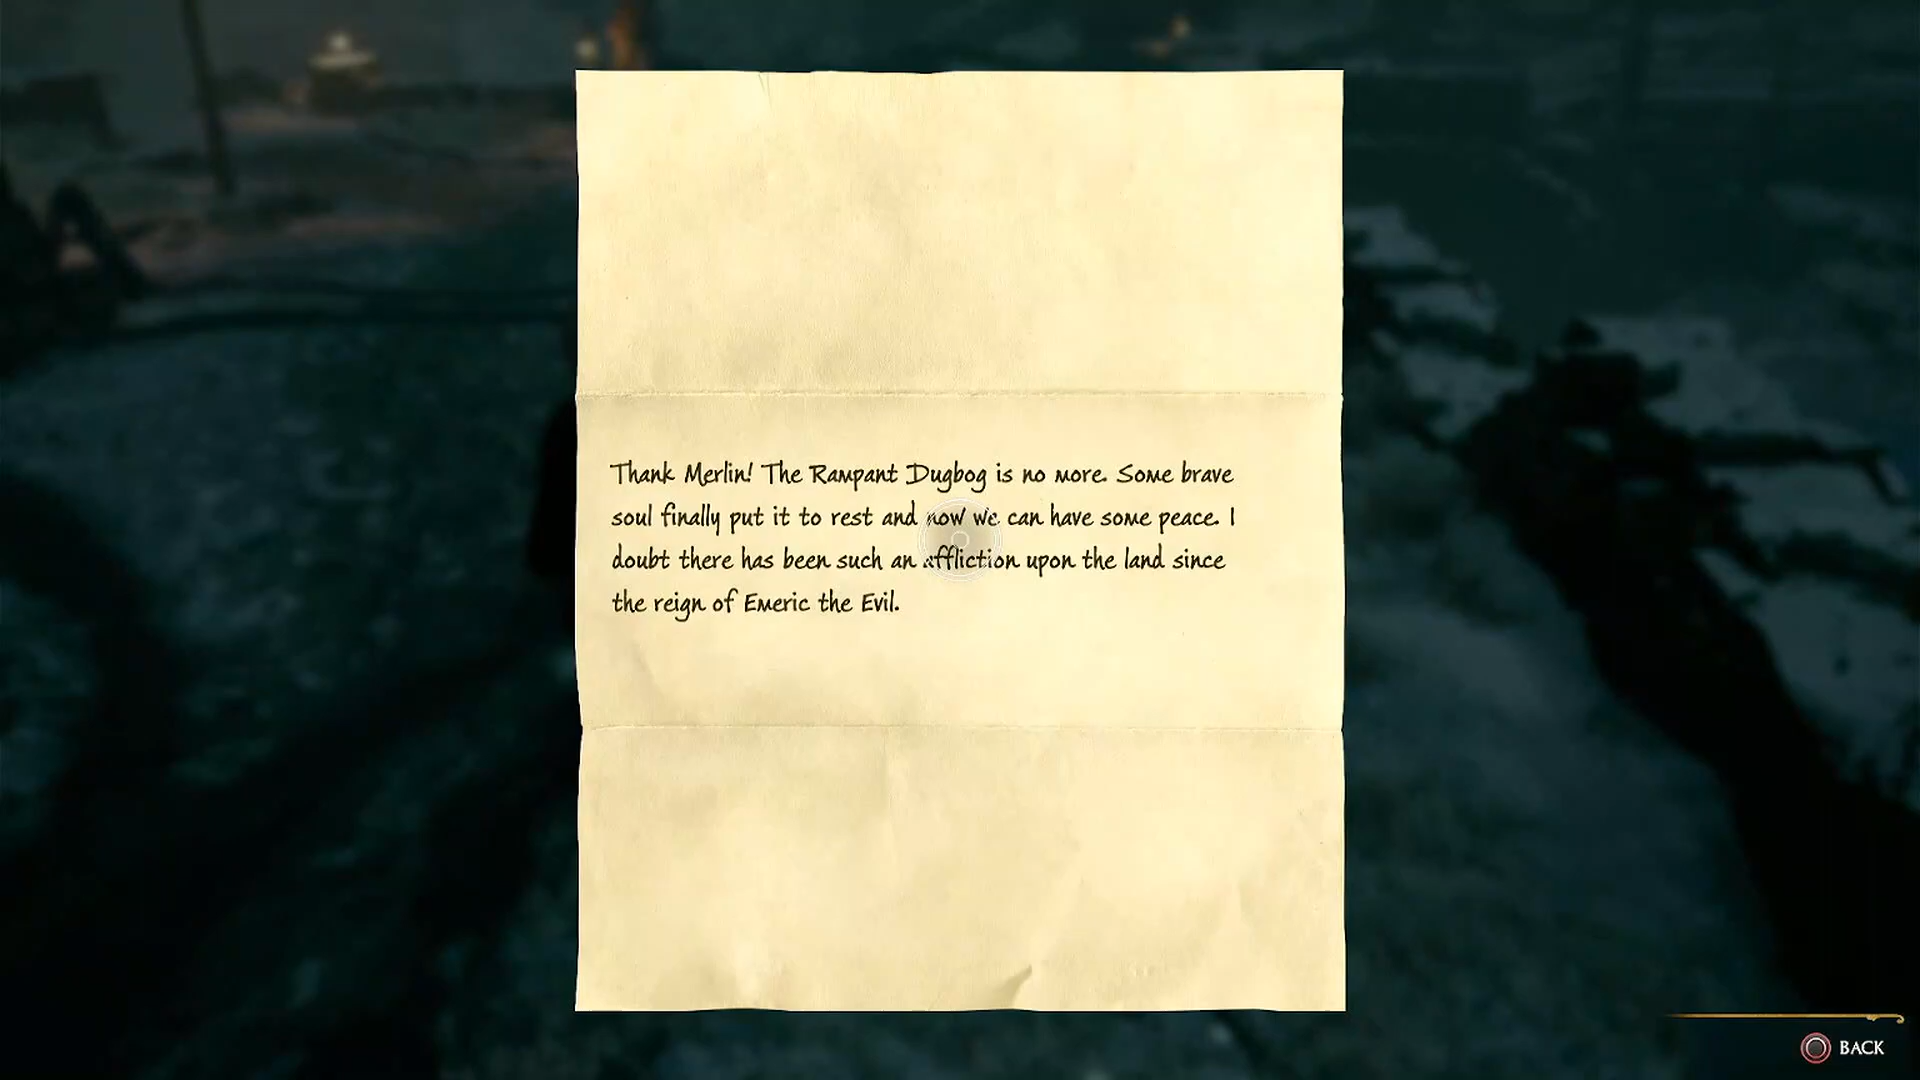 Thank Merlin! The Rampant Dugbog is no more. Some brave
soul finally put it to rest and now we can have some peace. I
doubt there has been such an affliction upon the land since
the reign of Emeric the Evil.
BACK